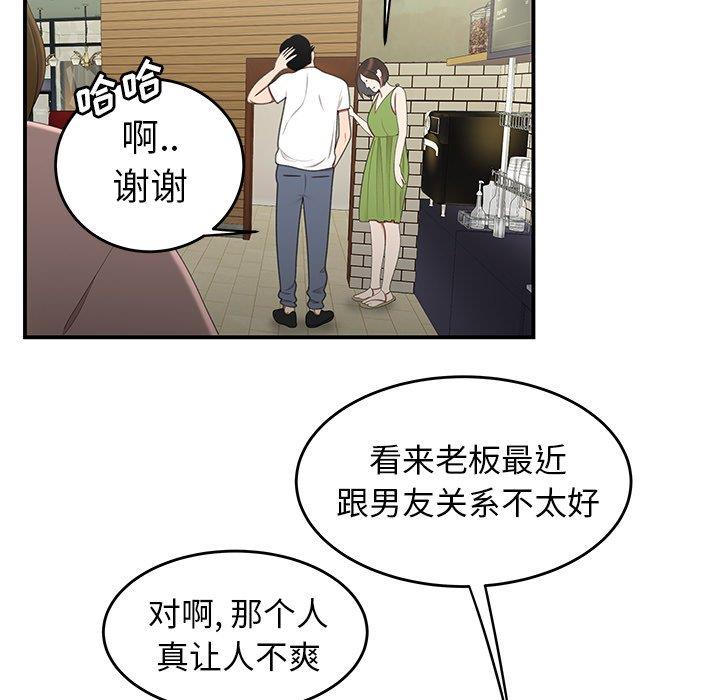 哈哈
啊..
谢谢
看来老板最近
跟男友关系不太好
对啊, 那个人
真让人不爽